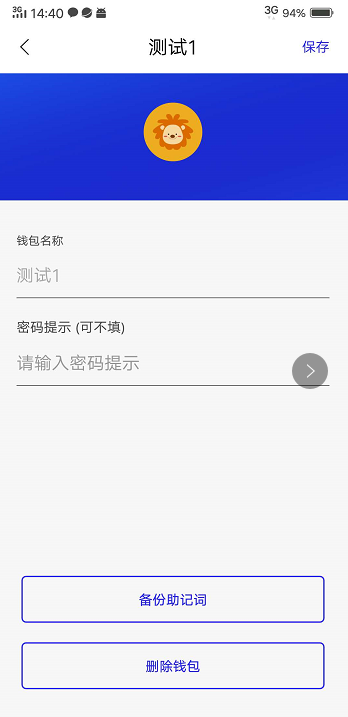 3G 14:40 3G 94%
测试1 保存
钱包名称
测试1
密码提示 (可不填)
请输入密码提示
备份助记词
删除钱包